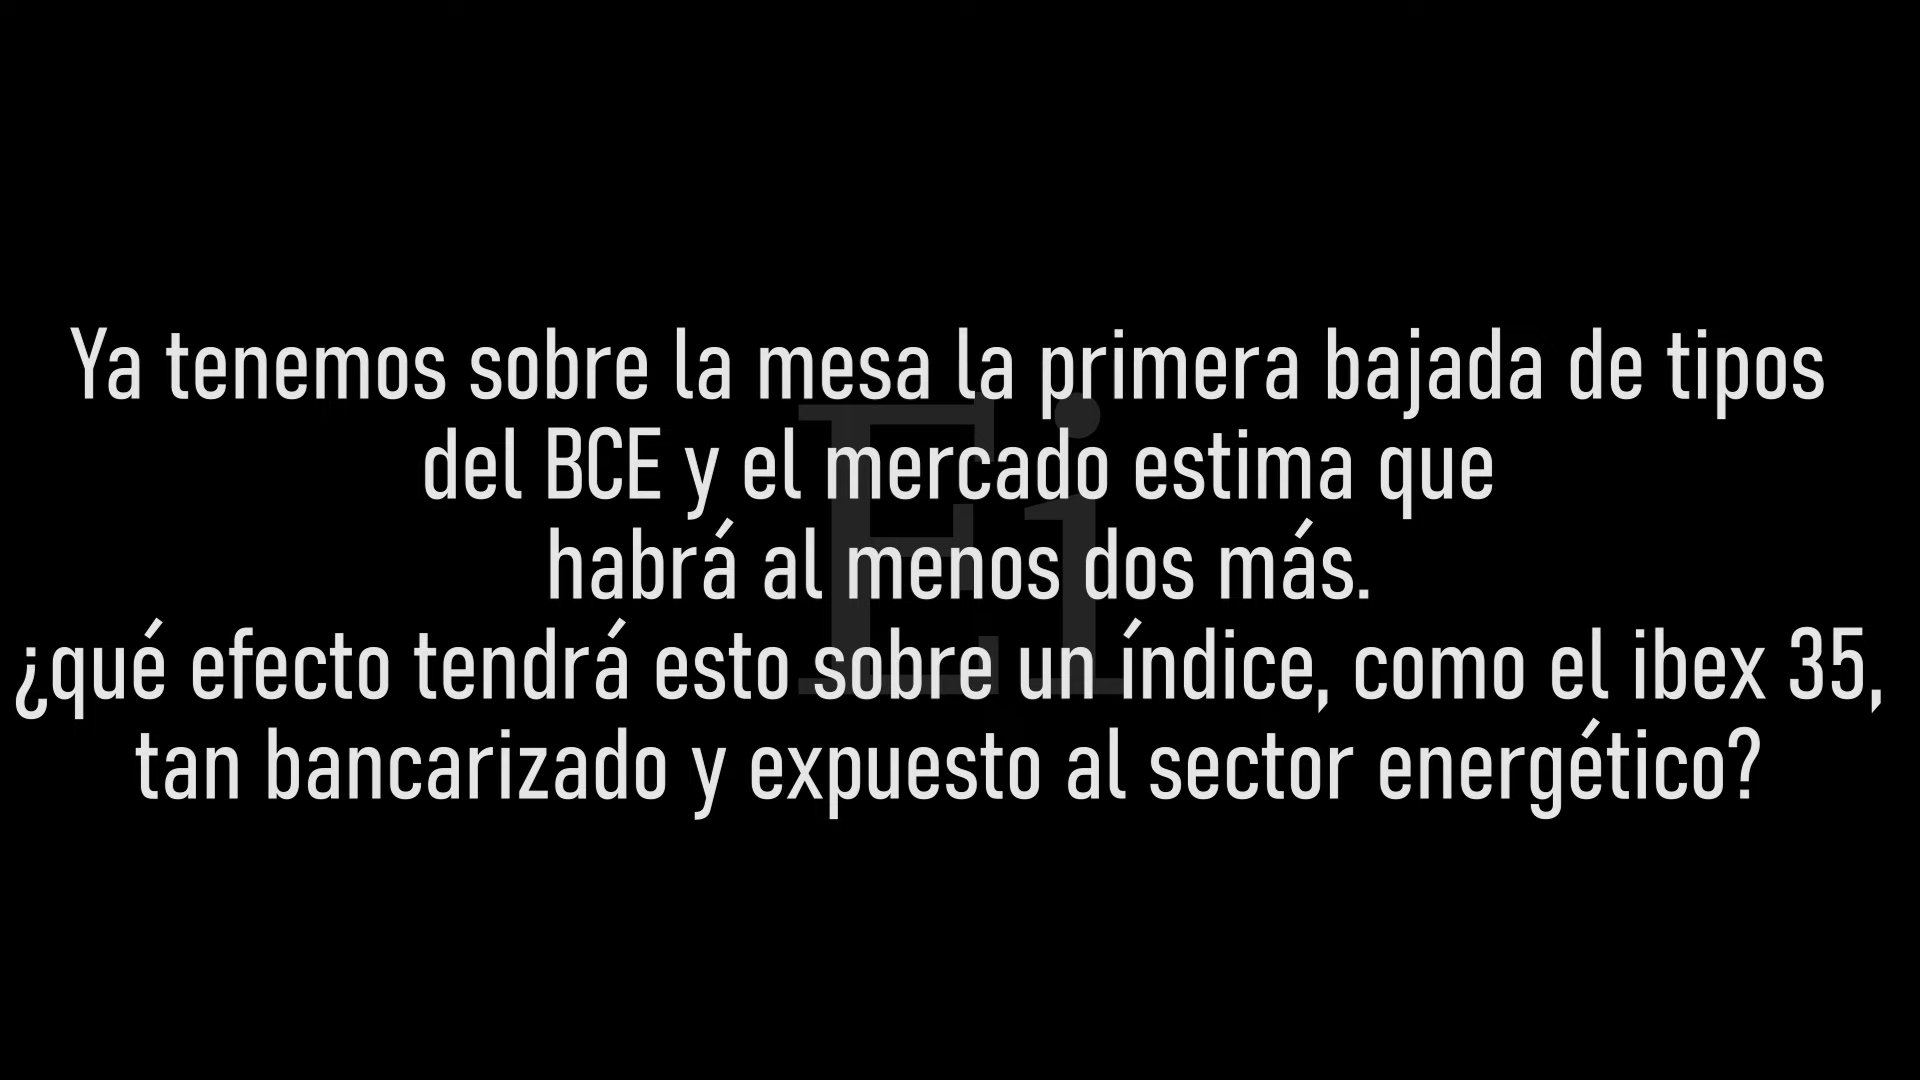 Ya tenemos sobre la mesa la primera bajada de tipos
del BCE y el mercado estima que
habrá al menos dos más.
¿qué efecto tendrá esto sobre un índice, como el ibex 35,
tan bancarizado y expuesto al sector energético?
Ei